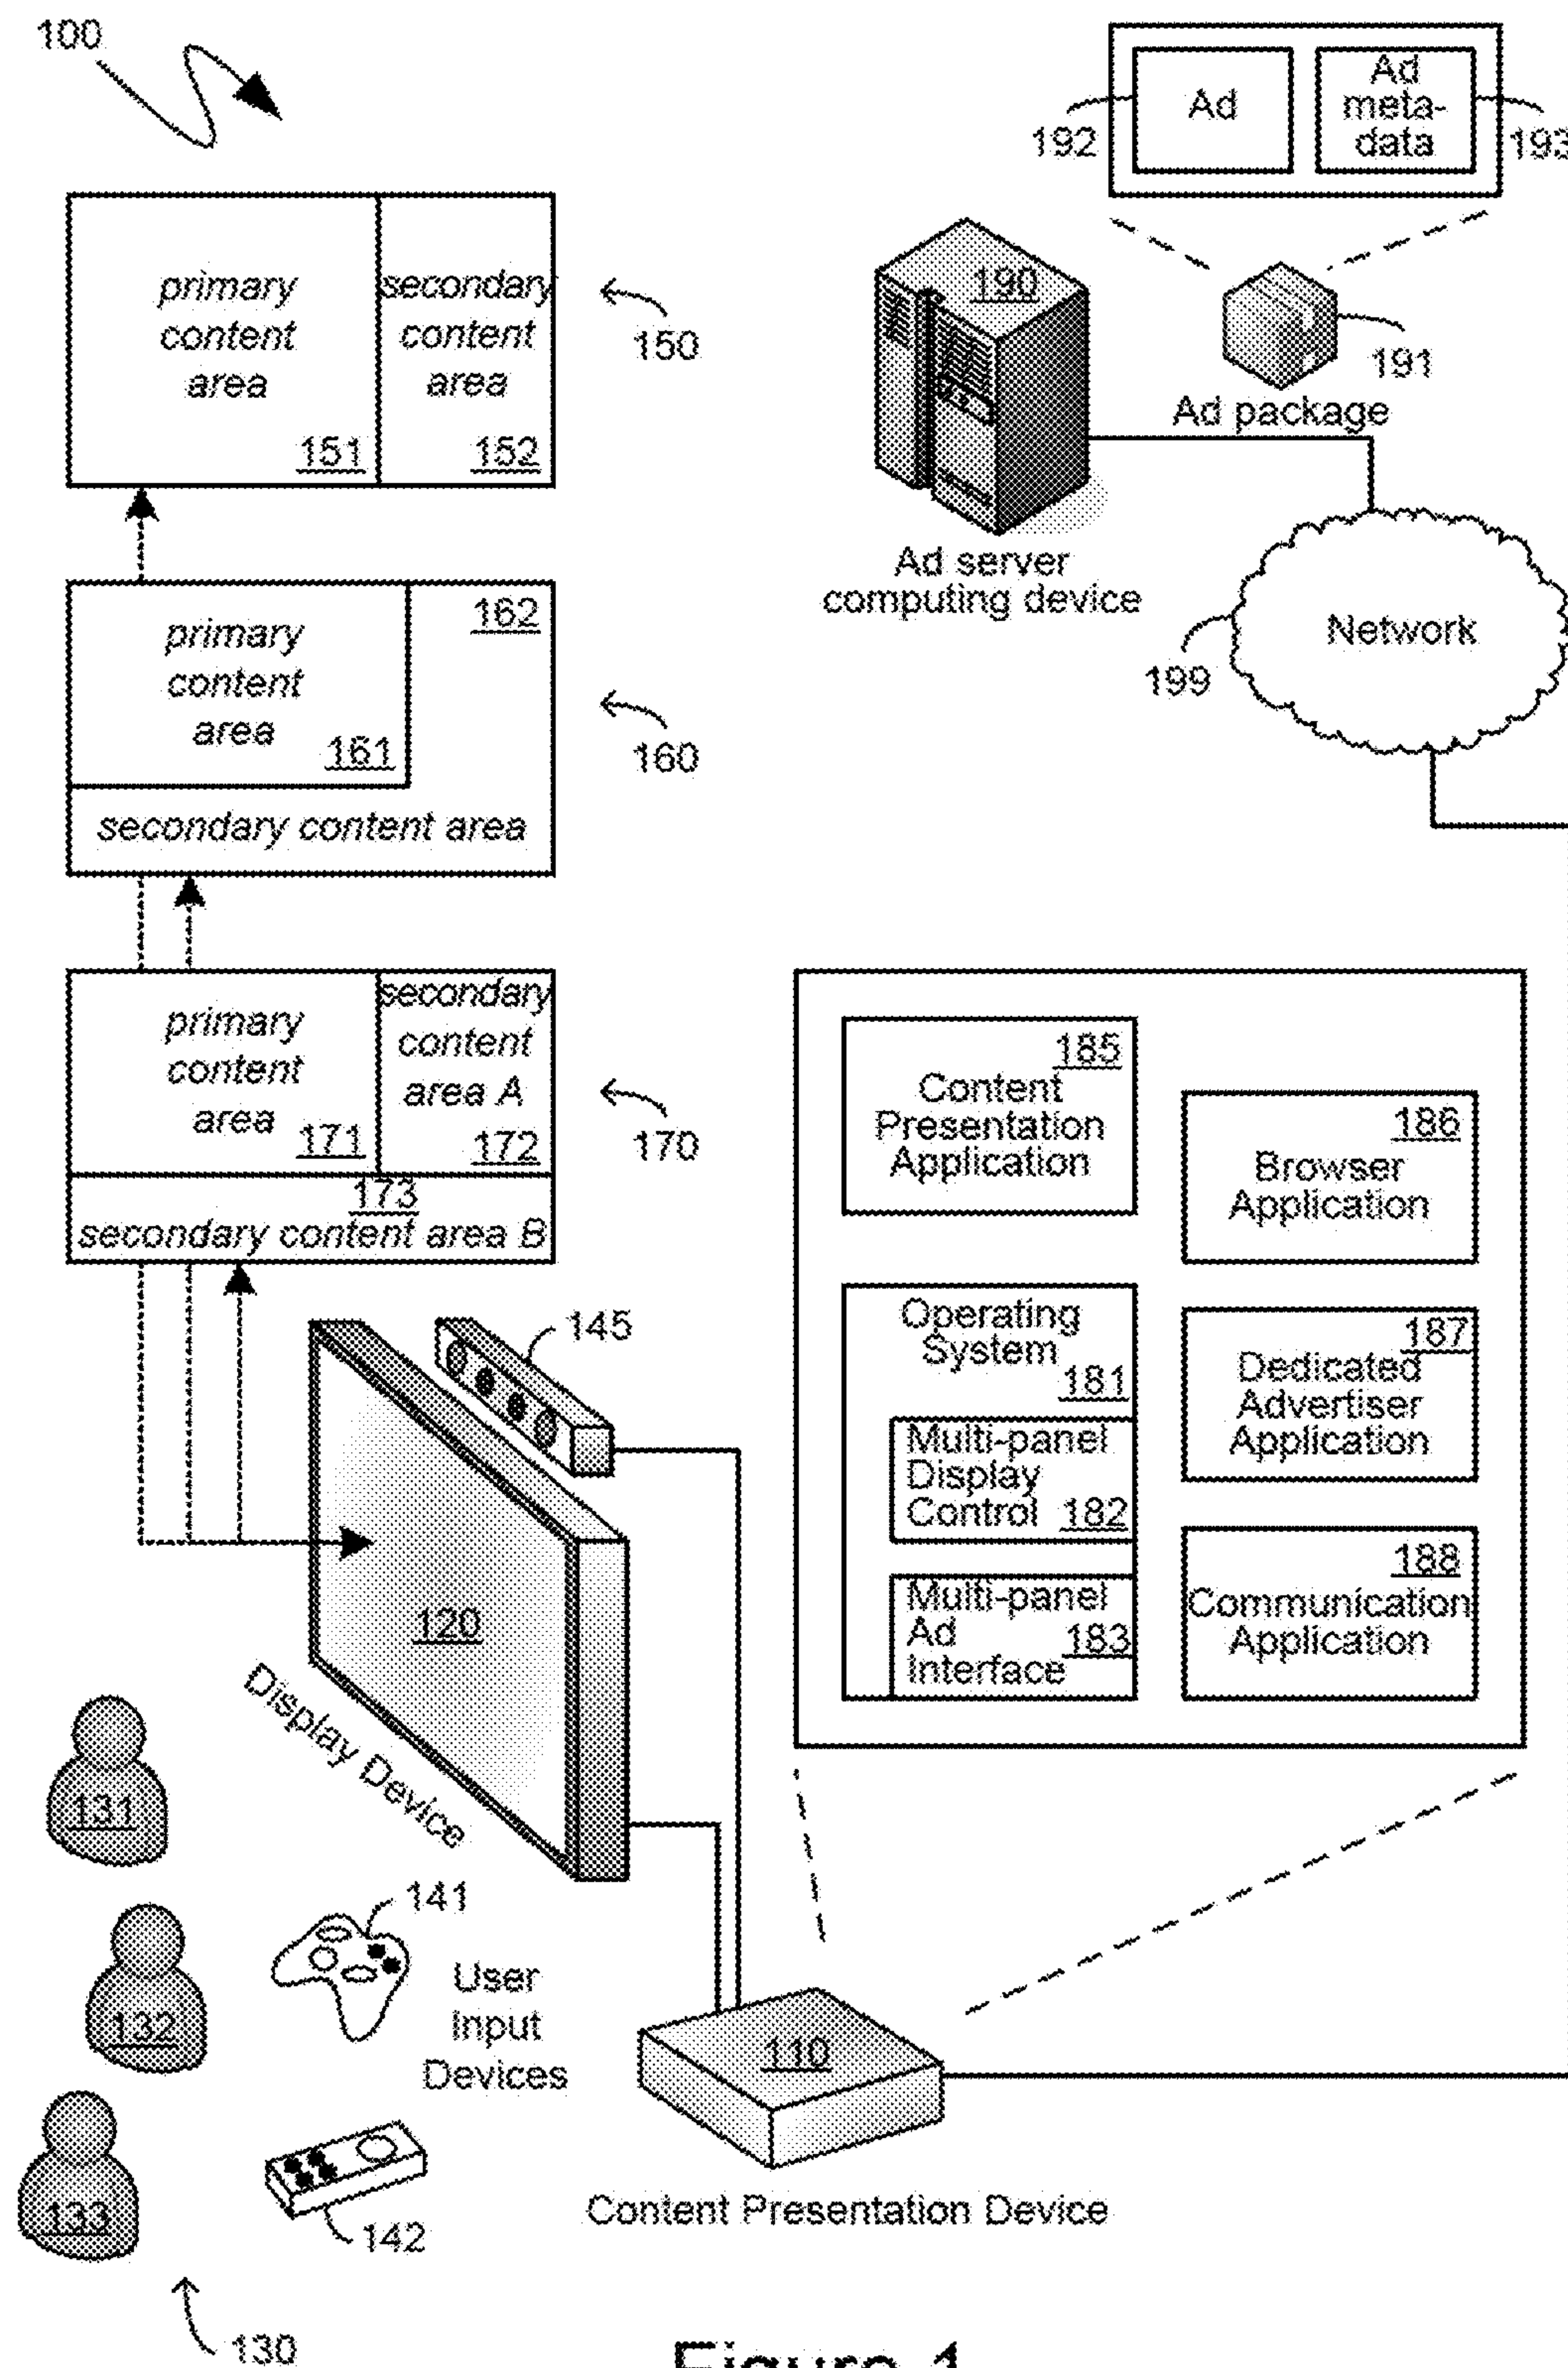 100
primary
content
area
151
secondary
content
area
152
150
primary
content
area
161
162
secondary content area
160
primary
content
area
171
secondary
content
area A
172
173
secondary content area B
170
Ad
Ad
meta-
data
192
193
190
191
Ad package
Ad server
computing device
Network
199
185
Content
Presentation
Application
186
Browser
Application
Operating
System
181
Multi-panel
Display
Control 182
Multi-panel
Ad
183
Interface
187
Dedicated
Advertiser
Application
188
Communication
Application
145
120
Display Device
131
132
133
130
141
User
Input
Devices
142
110
Content Presentation Device
Figure 1